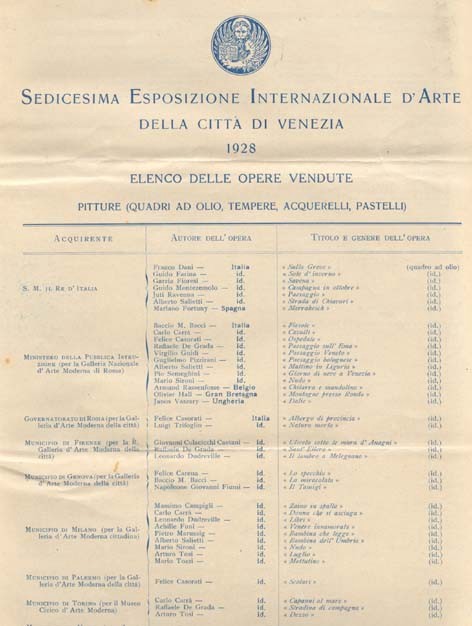 SEDICESIMA ESPOSIZIONE INTERNAZIONALE D'ARTE
DELLA CITTÀ DI VENEZIA
1928
ELENCO DELLE OPERE VENDUTE
PITTURE (QUADRI AD OLIO, TEMPERE, ACQUERELLI, PASTELLI)
ACQUIRENTE AUTORE DELL'OPERA TITOLO E GENERE DELL'OPERA
S. M. IL RE D'ITALIA
Franco Dani — Italia « Sulla Greve » (quadro ad olio)
Guido Farina — id. « Sole d'inverno » (id.)
Garzia Fioresi — id. « Savena » (id.)
Guido Montezemolo — id. « Campagna in ottobre » (id.)
Juti Ravenna — id. « Paesaggio » (id.)
Alberto Salietti — id. « Strada di Chiavari » (id.)
Mariano Fortuny — Spagna « Marrakesch » (id.)
MINISTERO DELLA PUBBLICA ISTRUZIONE (per la Galleria Nazionale d'Arte Moderna di Roma)
Baccio M. Bacci — Italia « Fiesole » (id.)
Carlo Carrà — id. « Cavalli » (id.)
Felice Casorati — id. « Ospedale » (id.)
Raffaele De Grada — id. « Paesaggio sull' Ema » (id.)
Virgilio Guidi — id. « Paesaggio Veneto » (id.)
Guglielmo Pizzirani — id. « Paesaggio bolognese » (id.)
Alberto Salietti — id. « Mattino in Liguria » (id.)
Pio Semeghini — id. « Giorno di neve a Venezia » (id.)
Mario Sironi — id. « Nudo » (id.)
Armand Rassenfosse — Belgio « Chitarra e mandolino » (id.)
Olivier Hall — Gran Bretagna « Montagne presso Ronda » (id.)
Janos Vaszary — Ungheria « Italie » (id.)
GOVERNATORATO DI ROMA (per la Galleria d'Arte Moderna della città)
Felice Casorati — Italia « Albergo di provincia » (id.)
Luigi Trifoglio — id. « Natura morta » (id.)
MUNICIPIO DI FIRENZE (per la R. Galleria d'Arte Moderna della città)
Giovanni Colacicchi Caetani — id. « Uliveto sotto le mura d'Anagni » (id.)
Raffaele De Grada — id. « Sant' Ellero » (id.)
Leonardo Dudreville — id. « Il Lambro a Melegnano » (id.)
MUNICIPIO DI GENOVA (per la Galleria d'Arte Moderna della città)
Felice Carena — id. « Lo specchio » (id.)
Baccio M. Bacci — id. « La miracolata » (id.)
Napoleone Giovanni Fiumi — id. « Il Tamigi » (id.)
MUNICIPIO DI MILANO (per la Galleria d'Arte Moderna cittadina)
Massimo Campigli — id. « Zaino in spalla » (id.)
Carlo Carrà — id. « Donna che si asciuga » (id.)
Leonardo Dudreville — id. « Libri » (id.)
Achille Funi — id. « Venere innamorata » (id.)
Pietro Marussig — id. « Bambina che legge » (id.)
Alberto Salietti — id. « Bambina dell' Umbria » (id.)
Mario Sironi — id. « Nudo » (id.)
Arturo Tosi — id. « Luglio » (id.)
Mario Tozzi — id. « Mattutino » (id.)
MUNICIPIO DI PALERMO (per la Galleria d'Arte Moderna della città)
Felice Casorati — id. « Scolari » (id.)
MUNICIPIO DI TORINO (per il Museo Civico d'Arte Moderna)
Carlo Carrà — id. « Capanni al mare » (id.)
Raffaele De Grada — id. « Stradina di campagna » (id.)
Arturo Tosi — id. « Dezzo » (id.)